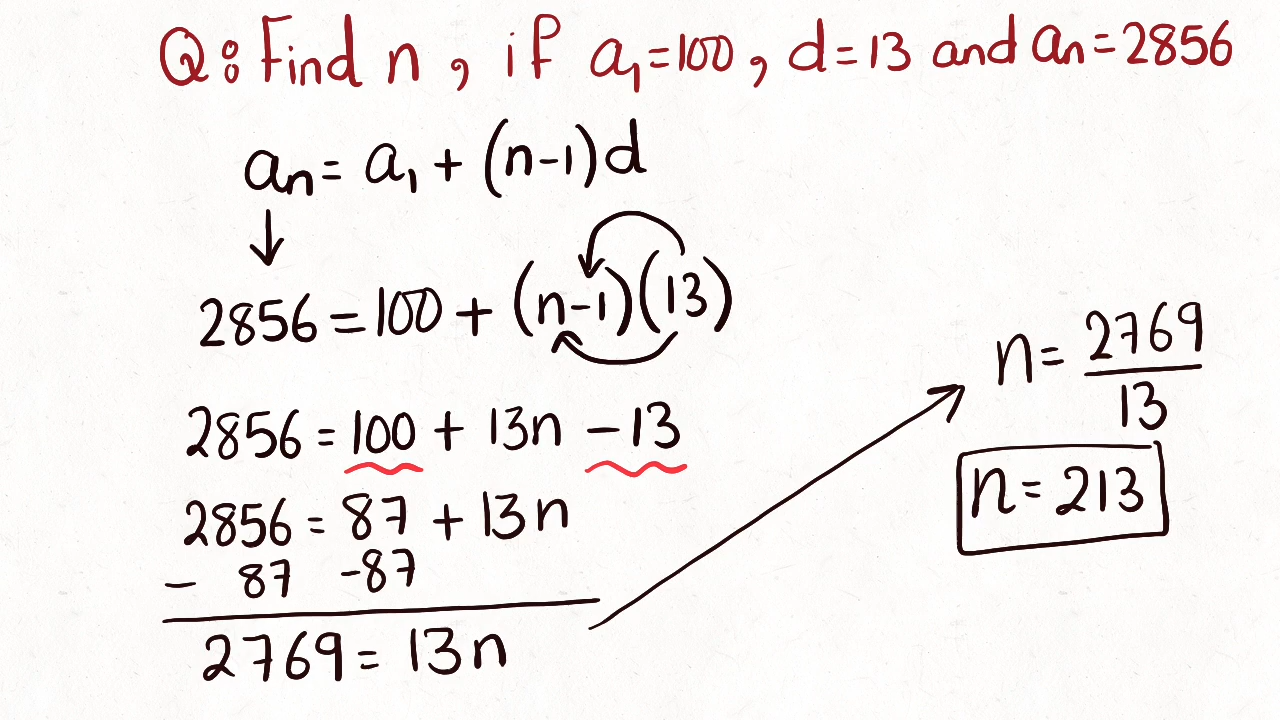 Q: Find n, if a₁=100, d=13 and an=2856
an= a₁ + (n-1)d
2856 = 100 + (n-1)(13)
2856 = 100 + 13n - 13
2856 = 87 + 13n
- 87 -87
2769 = 13n
n = 2769/13
n = 213